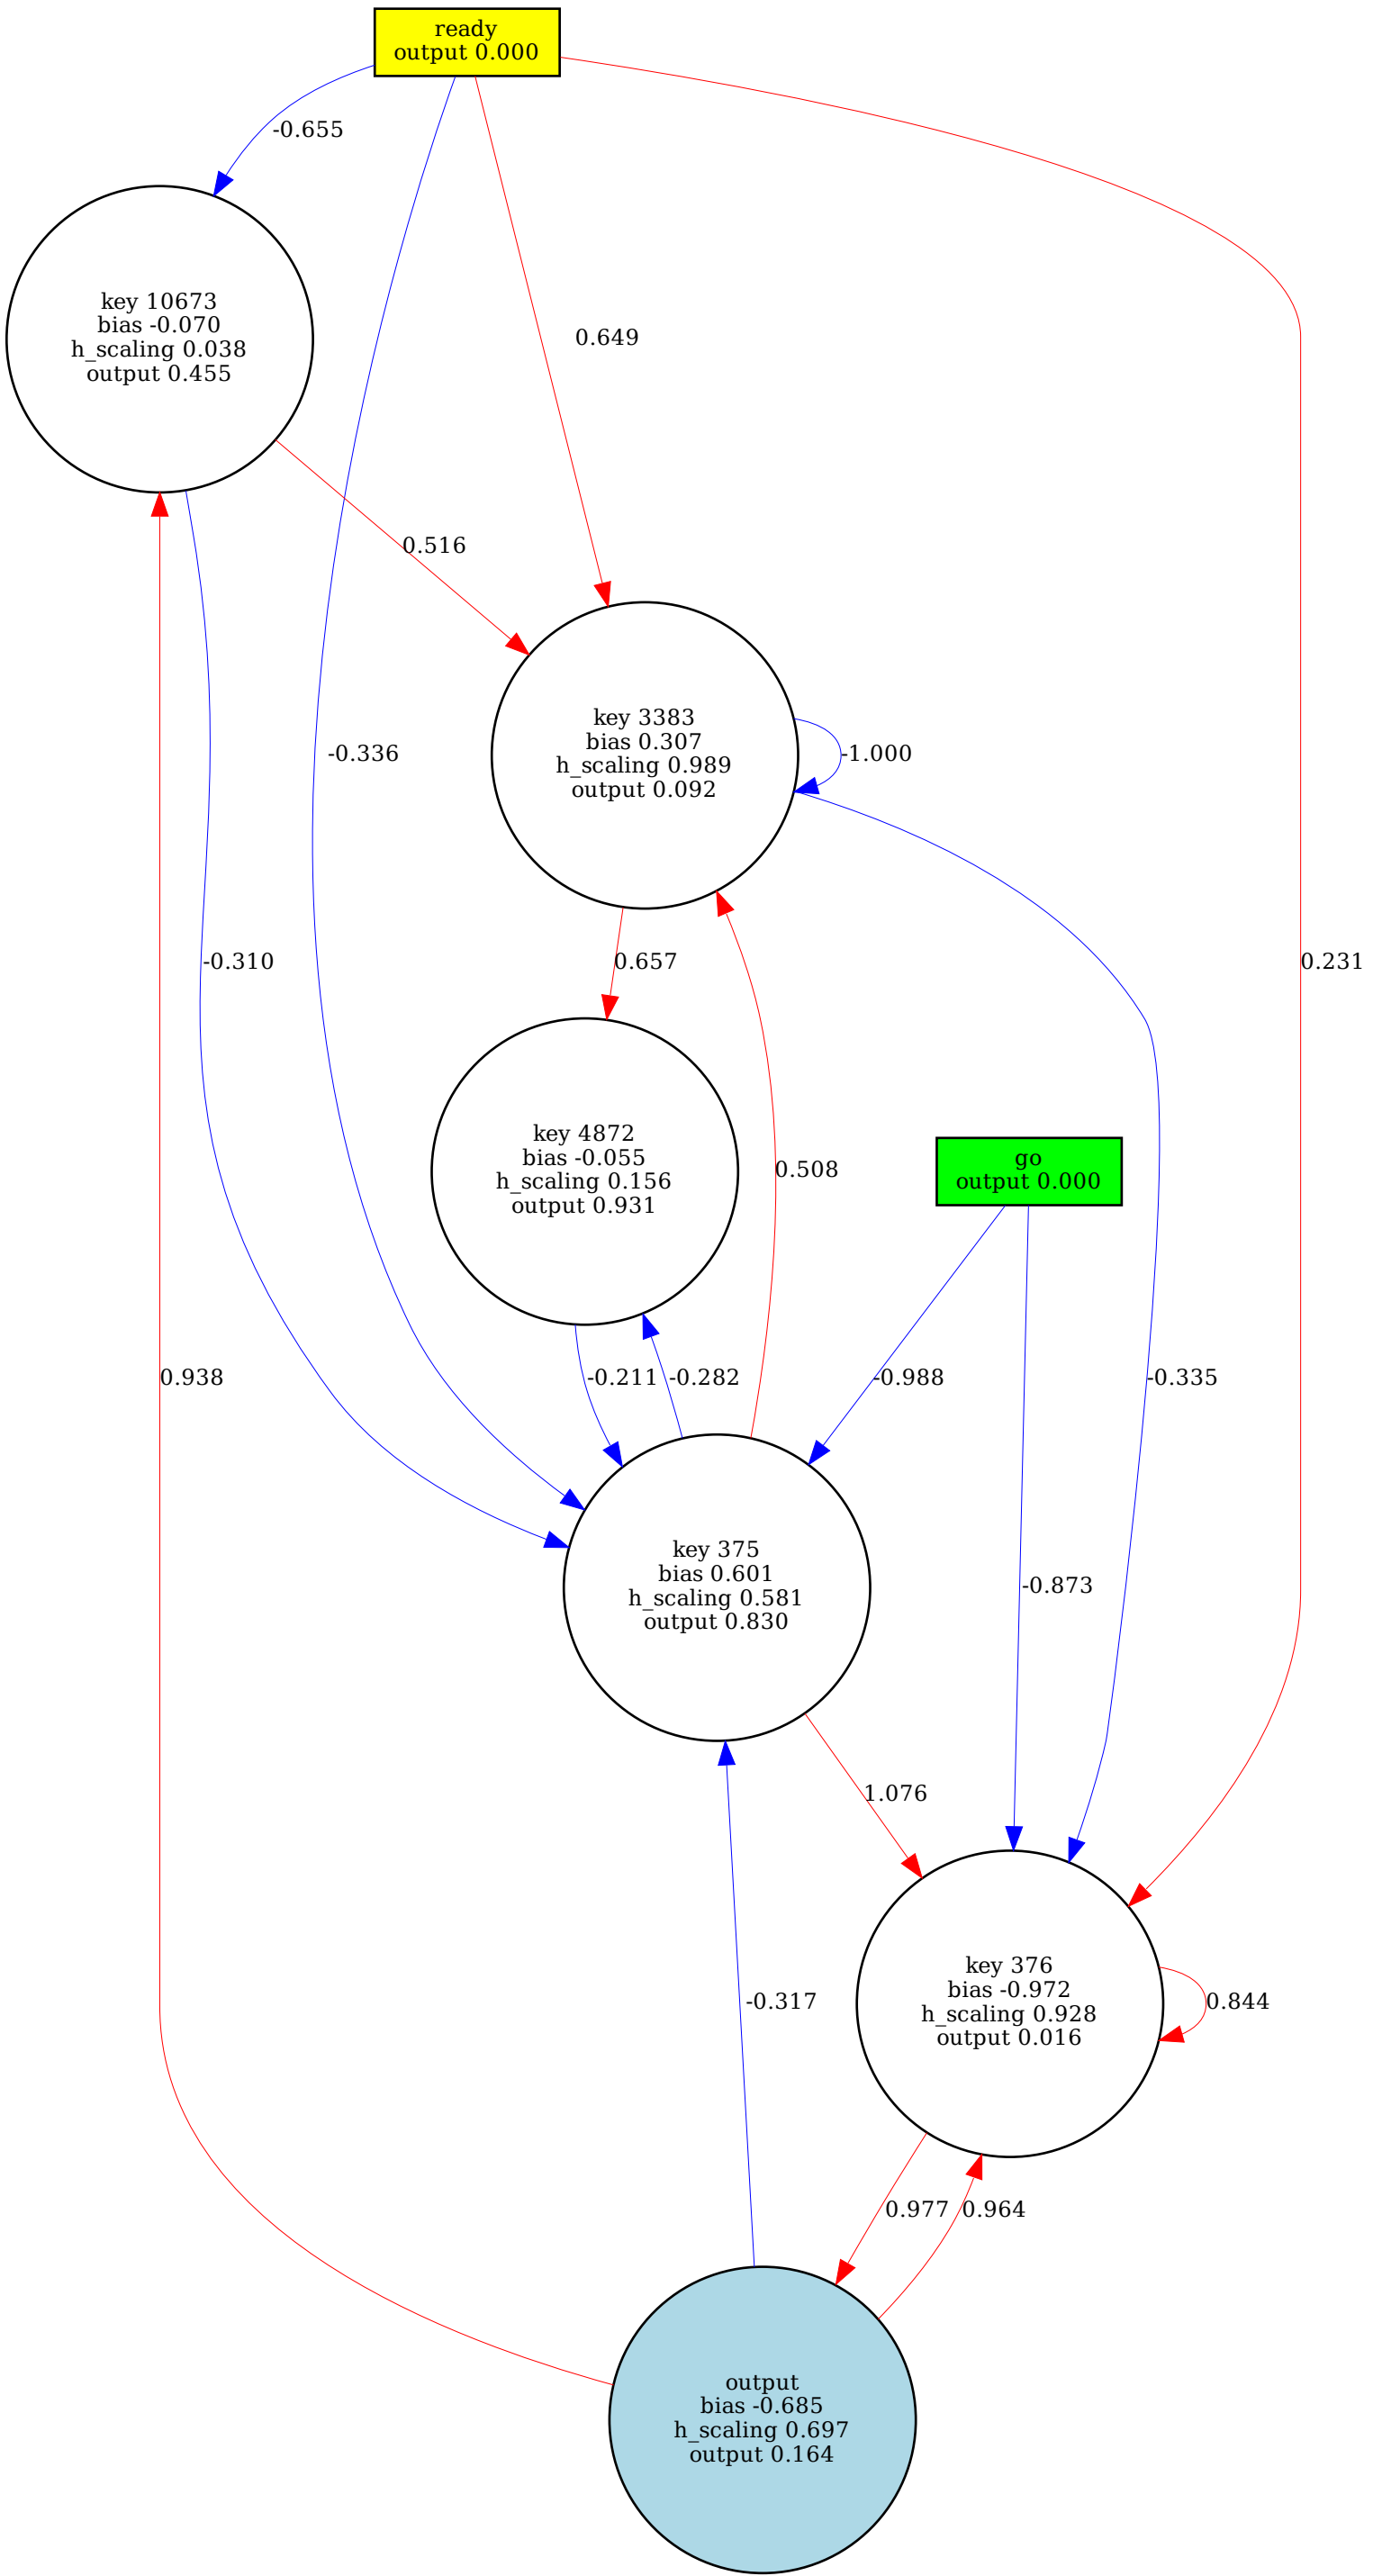 ready
output 0.000
-0.655
key 10673
bias -0.070
h_scaling 0.038
output 0.455
0.649
0.516
key 3383
bias 0.307
h_scaling 0.989
output 0.092
-1.000
-0.336
-0.310
0.657
0.231
key 4872
bias -0.055
h_scaling 0.156
output 0.931
0.508
go
output 0.000
0.938
-0.211
-0.282
-0.988
-0.335
key 375
bias 0.601
h_scaling 0.581
output 0.830
-0.873
1.076
key 376
bias -0.972
h_scaling 0.928
output 0.016
-0.317
0.844
0.977
0.964
output
bias -0.685
h_scaling 0.697
output 0.164